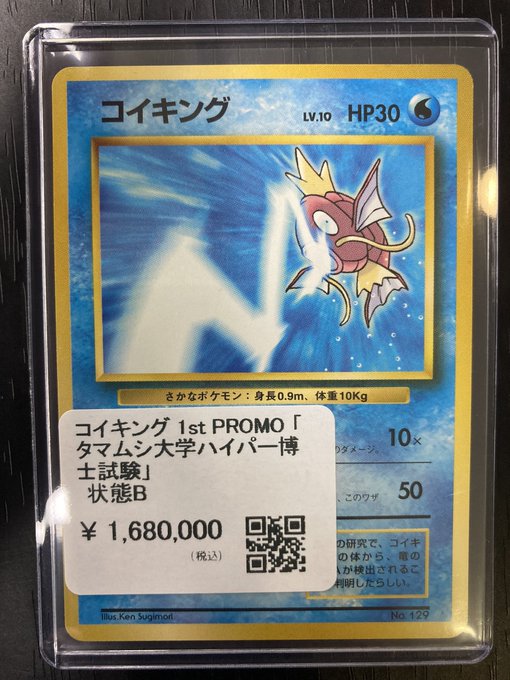 コイキング LV.10 HP30
さかなポケモン：身長0.9m、体重10Kg
のダメージ。 10×
、このワザ 50
コイキング 1st PROMO「
タマムシ大学ハイパー博
士試験」
状態B
¥ 1,680,000
(税込)
の研究で、コイキ
の体から、竜の
Aが検出されるこ
判明したらしい。
Illus.Ken Sugimori No.129